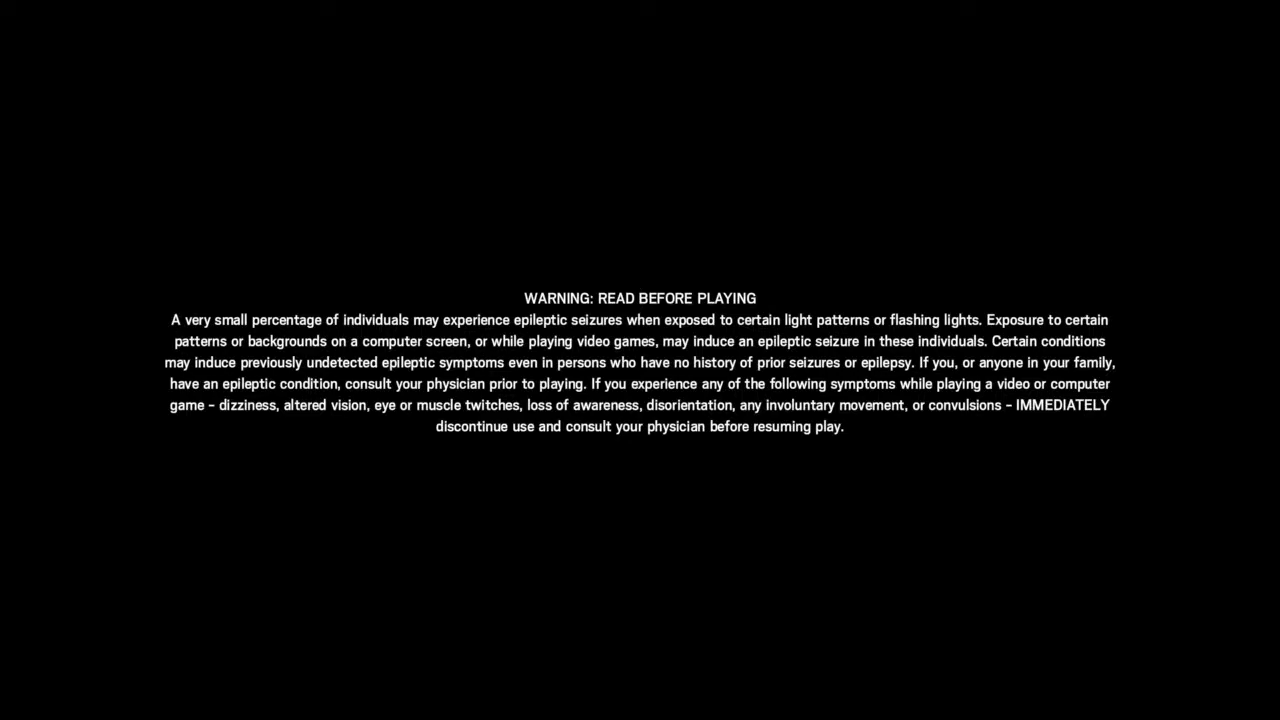 WARNING: READ BEFORE PLAYING
A very small percentage of individuals may experience epileptic seizures when exposed to certain light patterns or flashing lights. Exposure to certain
patterns or backgrounds on a computer screen, or while playing video games, may induce an epileptic seizure in these individuals. Certain conditions
may induce previously undetected epileptic symptoms even in persons who have no history of prior seizures or epilepsy. If you, or anyone in your family,
have an epileptic condition, consult your physician prior to playing. If you experience any of the following symptoms while playing a video or computer
game - dizziness, altered vision, eye or muscle twitches, loss of awareness, disorientation, any involuntary movement, or convulsions - IMMEDIATELY
discontinue use and consult your physician before resuming play.